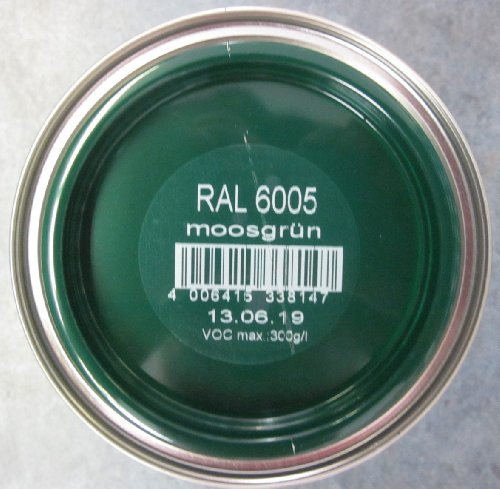 RAL 6005
moosgrün
4 006415 338147
13.06.19
VOC max.:300g/l